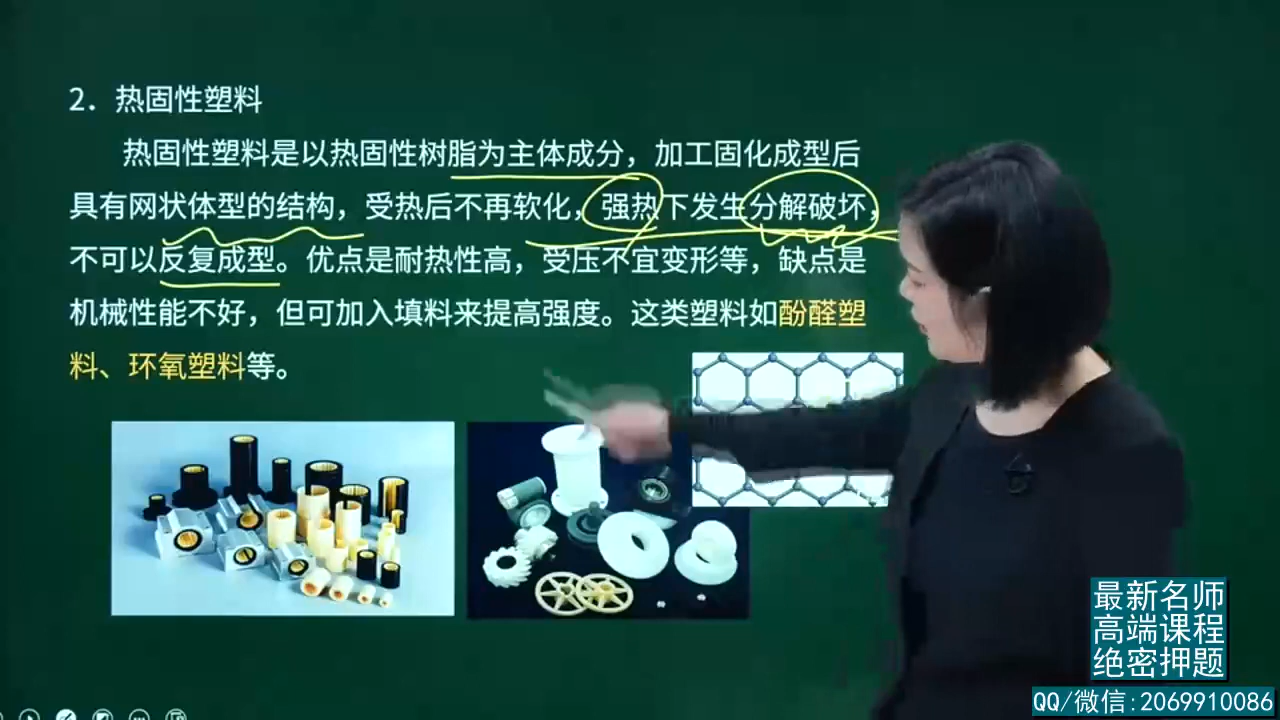 2．热固性塑料
热固性塑料是以热固性树脂为主体成分，加工固化成型后
具有网状体型的结构，受热后不再软化，强热下发生分解破坏，
不可以反复成型。优点是耐热性高，受压不宜变形等，缺点是
机械性能不好，但可加入填料来提高强度。这类塑料如酚醛塑
料、环氧塑料等。
最新名师
高端课程
绝密押题
QQ/微信:2069910086